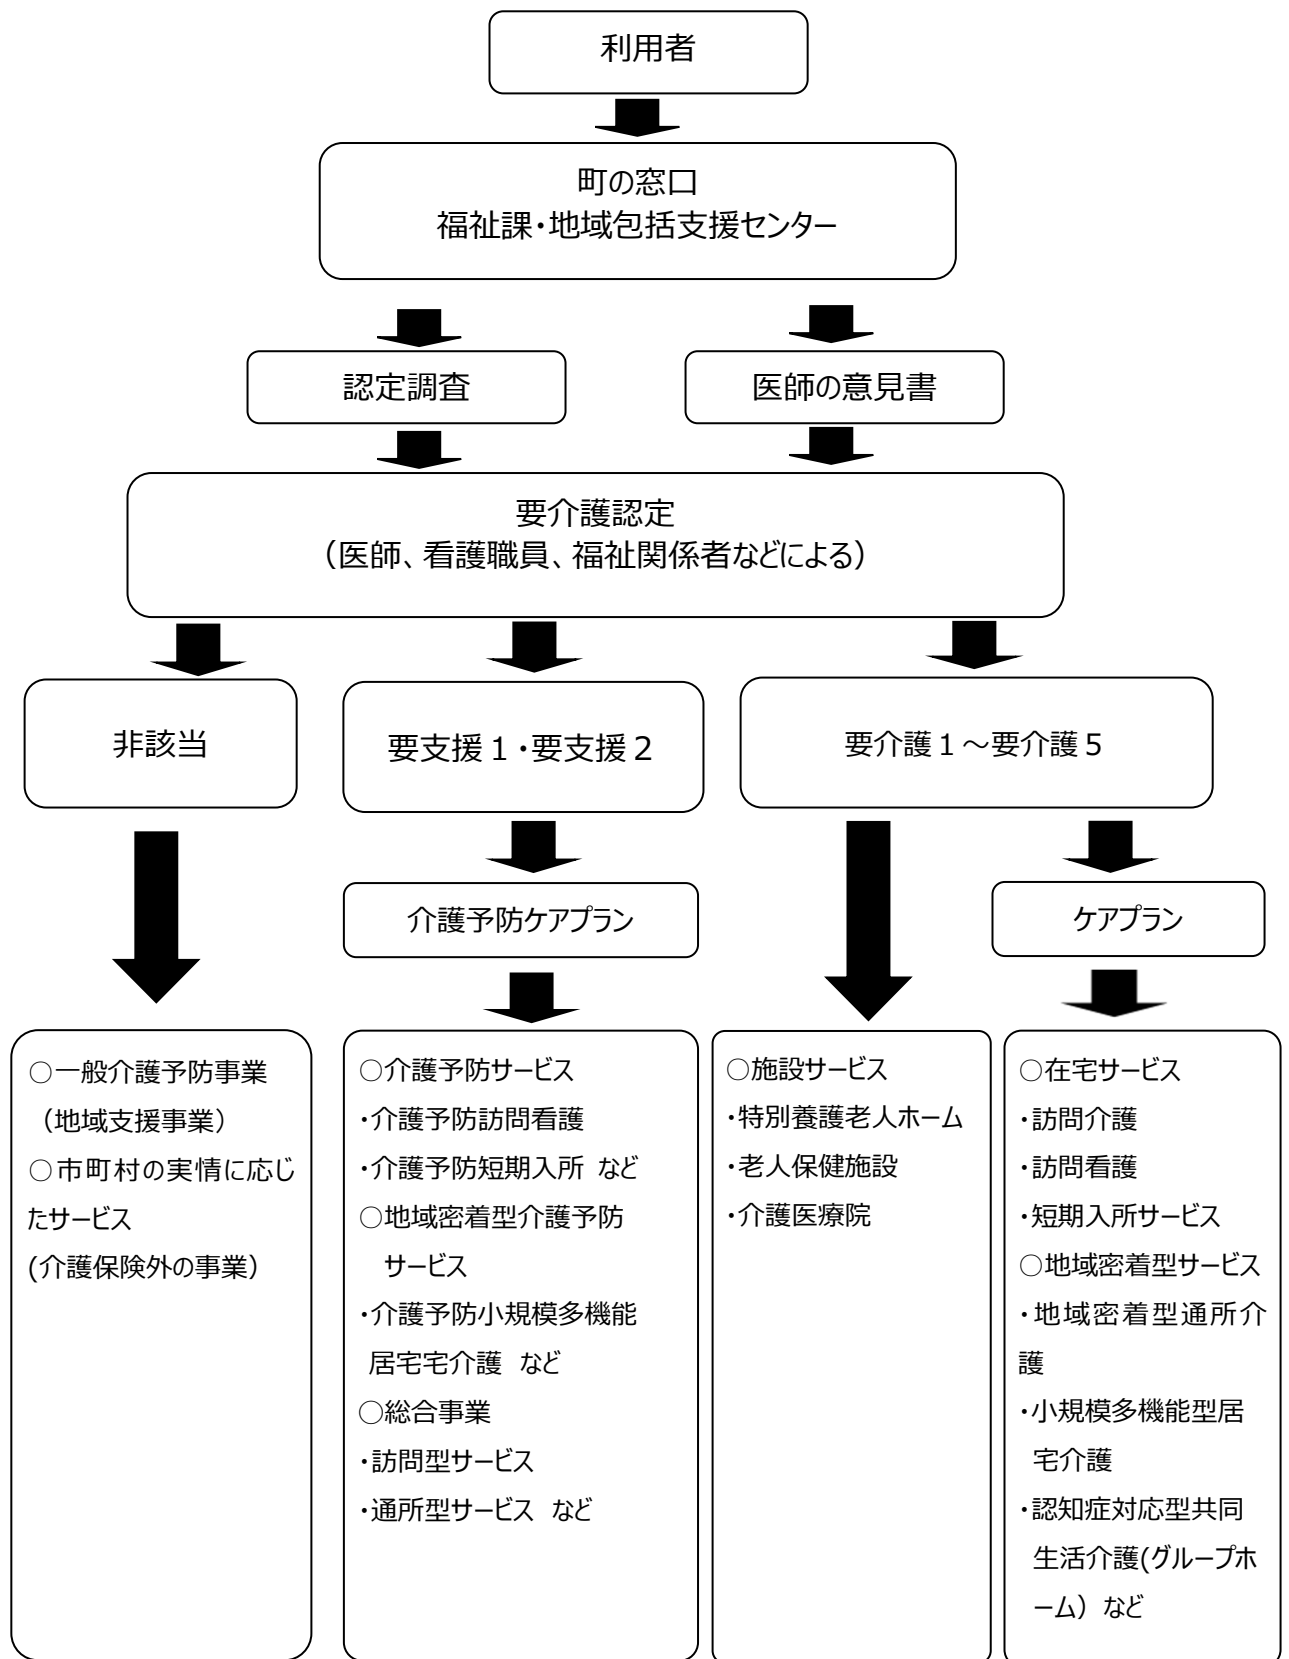 利用者
町の窓口
福祉課・地域包括支援センター
認定調査
医師の意見書
要介護認定
（医師、看護職員、福祉関係者などによる）
非該当
要支援１・要支援２
要介護１～要介護５
介護予防ケアプラン
ケアプラン
○一般介護予防事業
（地域支援事業）
○市町村の実情に応じ
たサービス
(介護保険外の事業）
○介護予防サービス
・介護予防訪問看護
・介護予防短期入所 など
○地域密着型介護予防
サービス
・介護予防小規模多機能
居宅宅介護 など
○総合事業
・訪問型サービス
・通所型サービス など
○施設サービス
・特別養護老人ホーム
・老人保健施設
・介護医療院
○在宅サービス
・訪問介護
・訪問看護
・短期入所サービス
○地域密着型サービス
・地域密着型通所介
護
・小規模多機能型居
宅介護
・認知症対応型共同
生活介護(グループホ
ーム）など